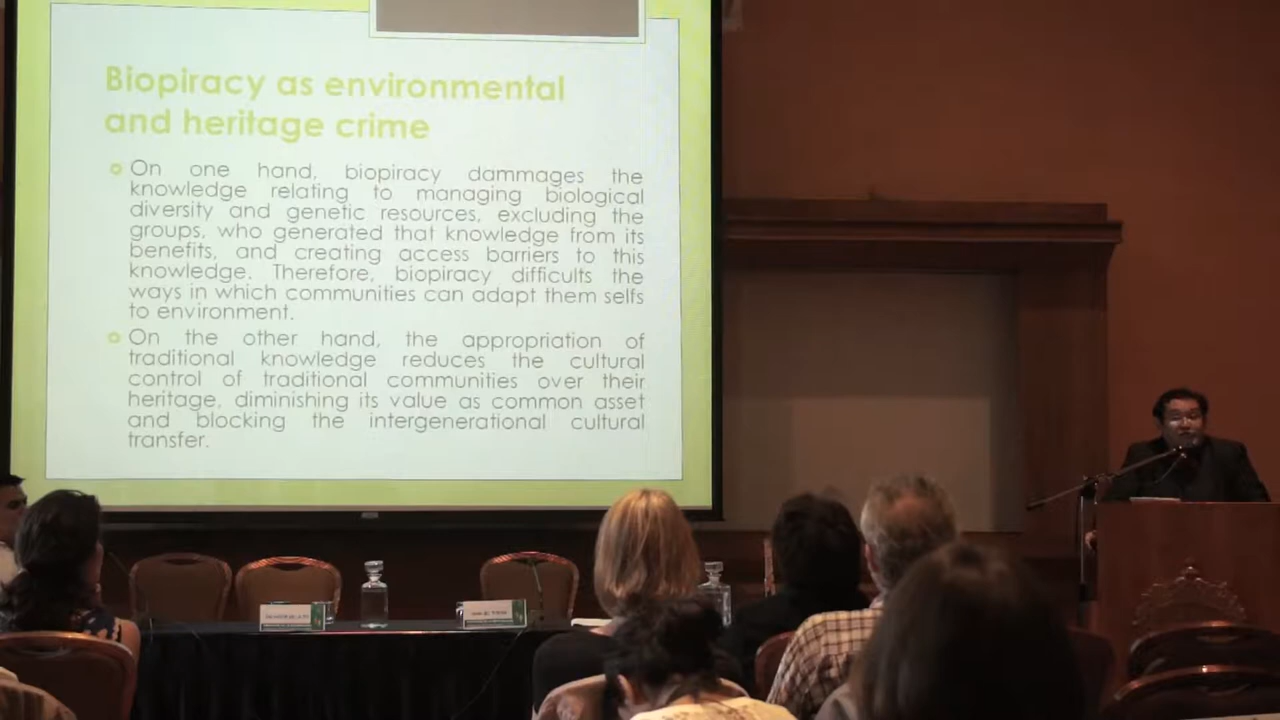 Biopiracy as environmental
and heritage crime
On one hand, biopiracy dammages the
knowledge relating to managing biological
diversity and genetic resources, excluding the
groups, who generated that knowledge from its
benefits, and creating access barriers to this
knowledge. Therefore, biopiracy difficults the
ways in which communities can adapt them selfs
to environment.
On the other hand, the appropriation of
traditional knowledge reduces the cultural
control of traditional communities over their
heritage, diminishing its value as common asset
and blocking the intergenerational cultural
transfer.